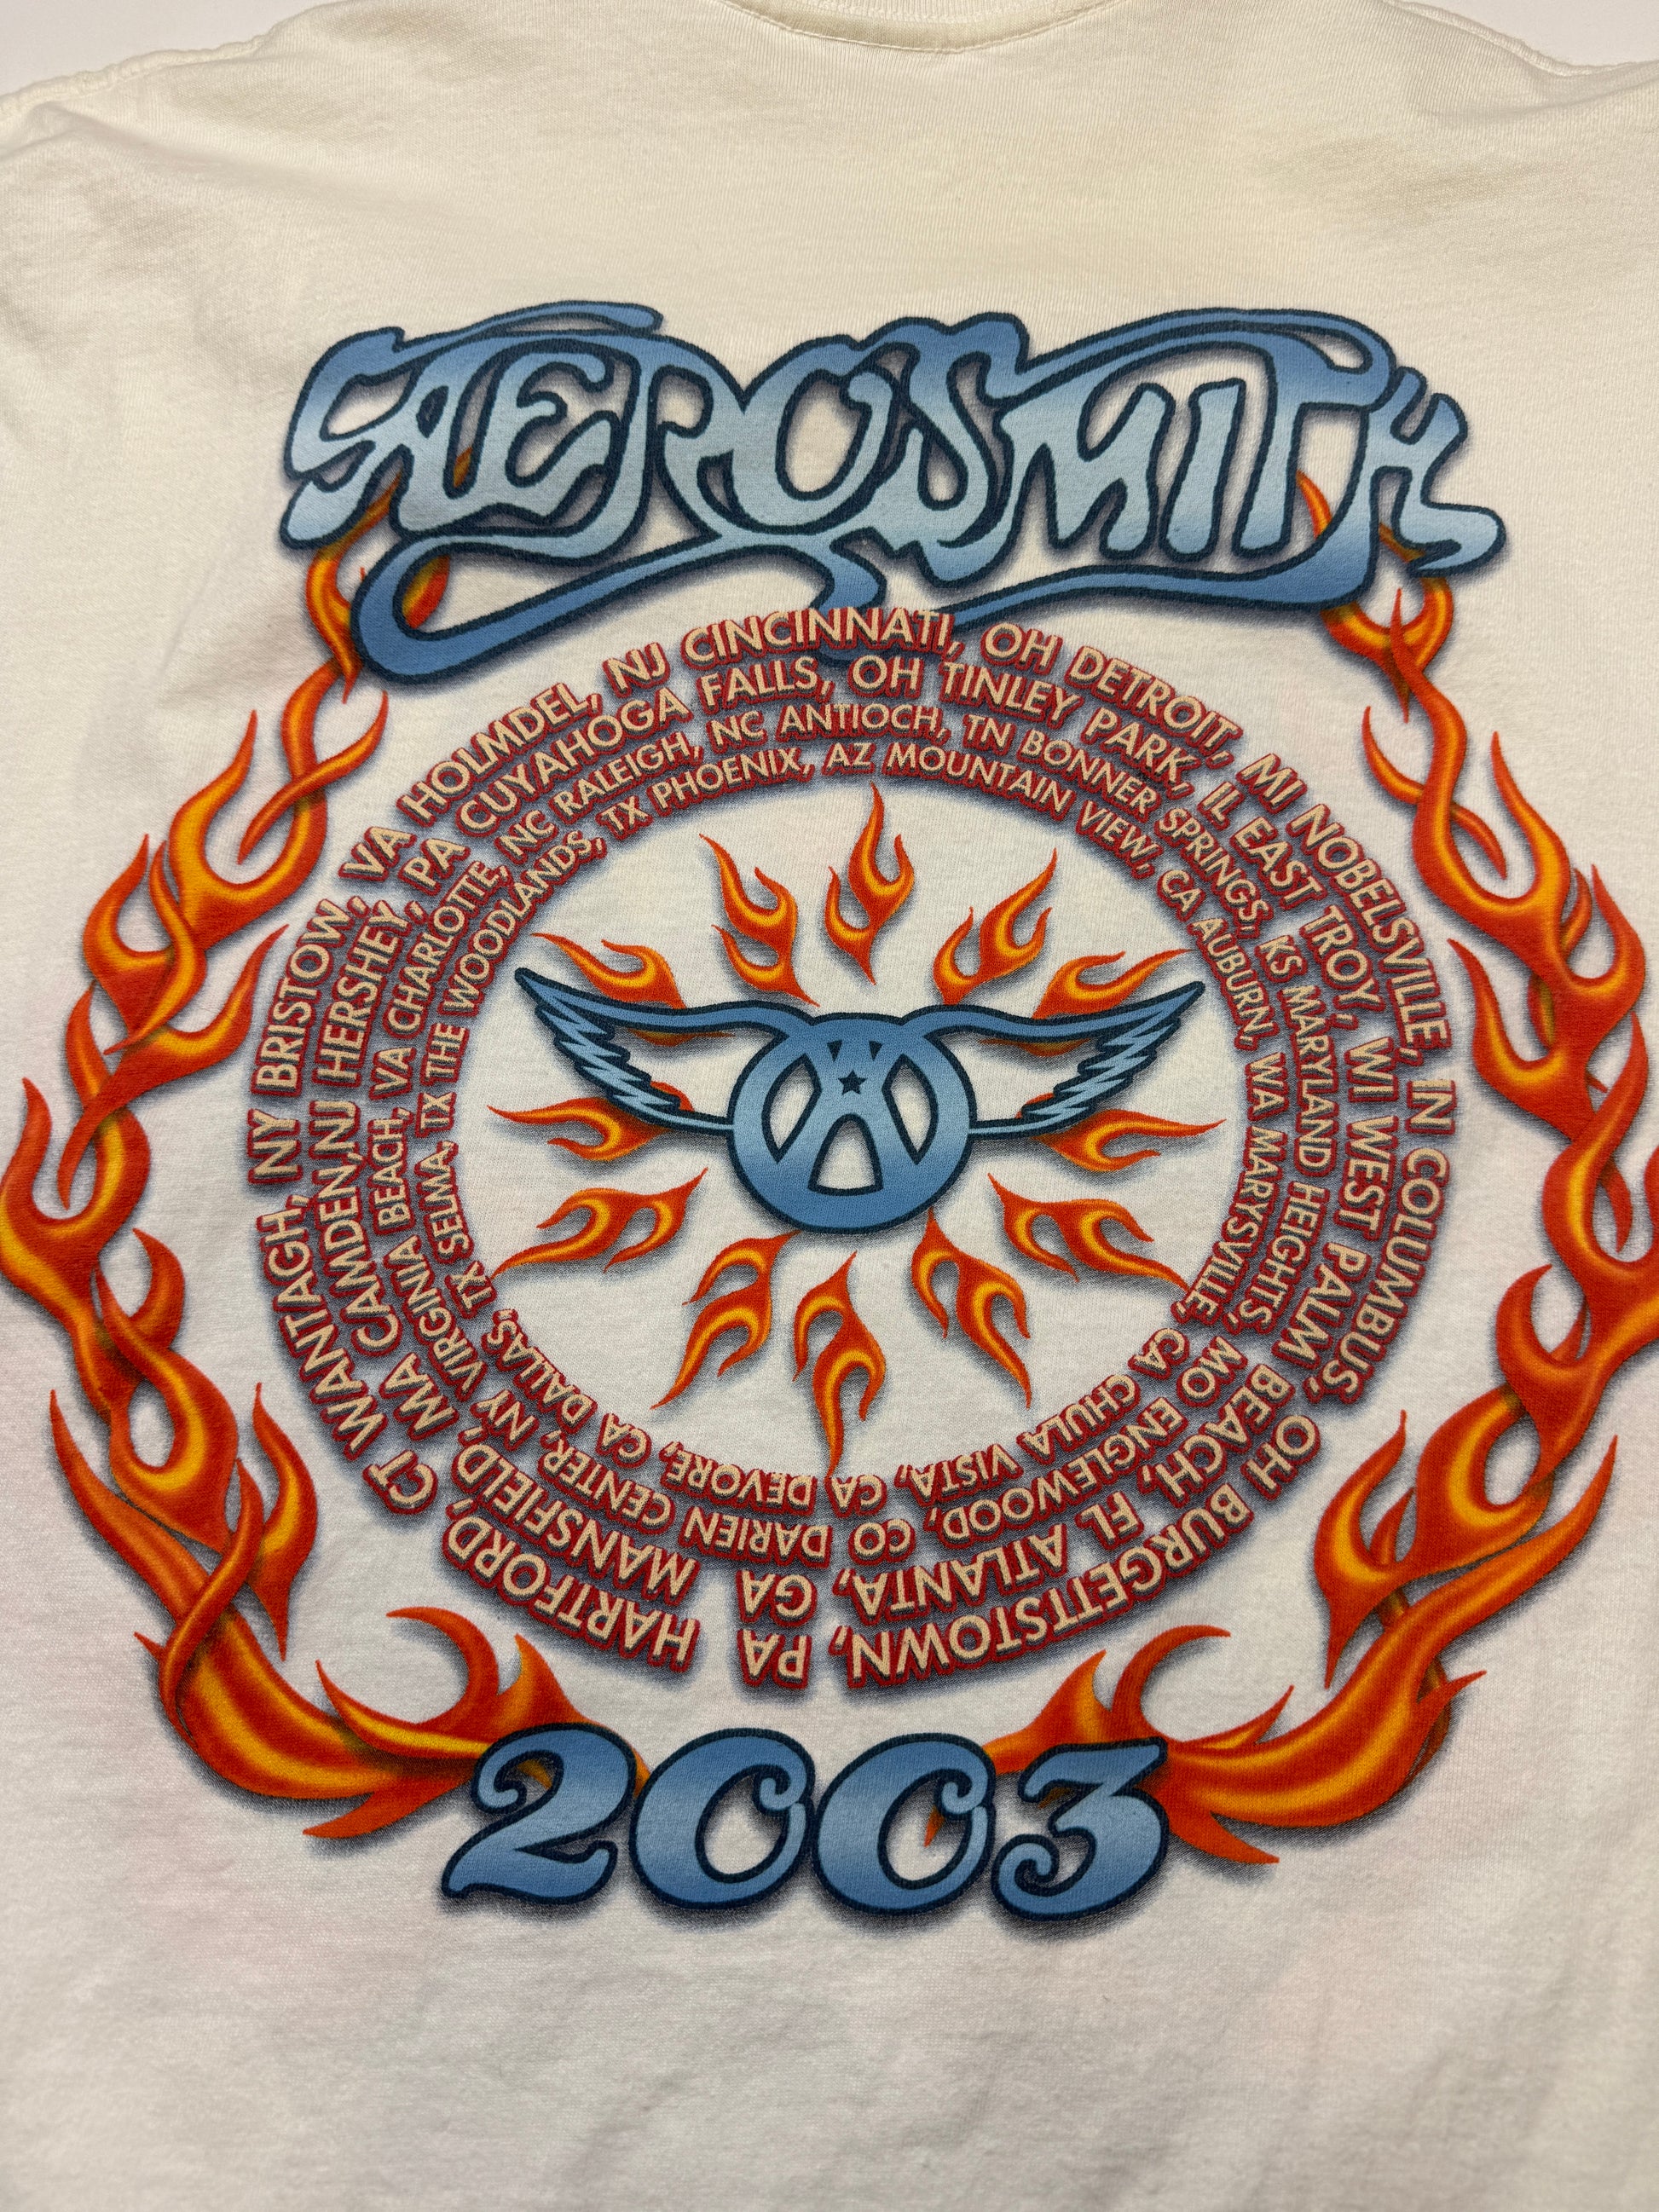 AEROSMITH
HARTFORD, CT WANTAGH, NY BRISTOW, VA HOLMDEL, NJ CINCINNATI, OH DETROIT, MI NOBELSVILLE, IN COLUMBUS, OH BURGETTSTOWN, PA
MANSFIELD, MA CAMDEN, NJ HERSHEY, PA CUYAHOGA FALLS, OH TINLEY PARK, IL EAST TROY, WI WEST PALM BEACH, FL ATLANTA, GA
DARIEN CENTER, NY VIRGINIA BEACH, VA CHARLOTTE, NC RALEIGH, NC ANTIOCH, TN BONNER SPRINGS, KS MARYLAND HEIGHTS, MO ENGLEWOOD, CO
DEVORE, CA DALLAS, TX SELMA, TX THE WOODLANDS, TX PHOENIX, AZ MOUNTAIN VIEW, CA AUBURN, WA MARYSVILLE, CA CHULA VISTA, CA
A
2003